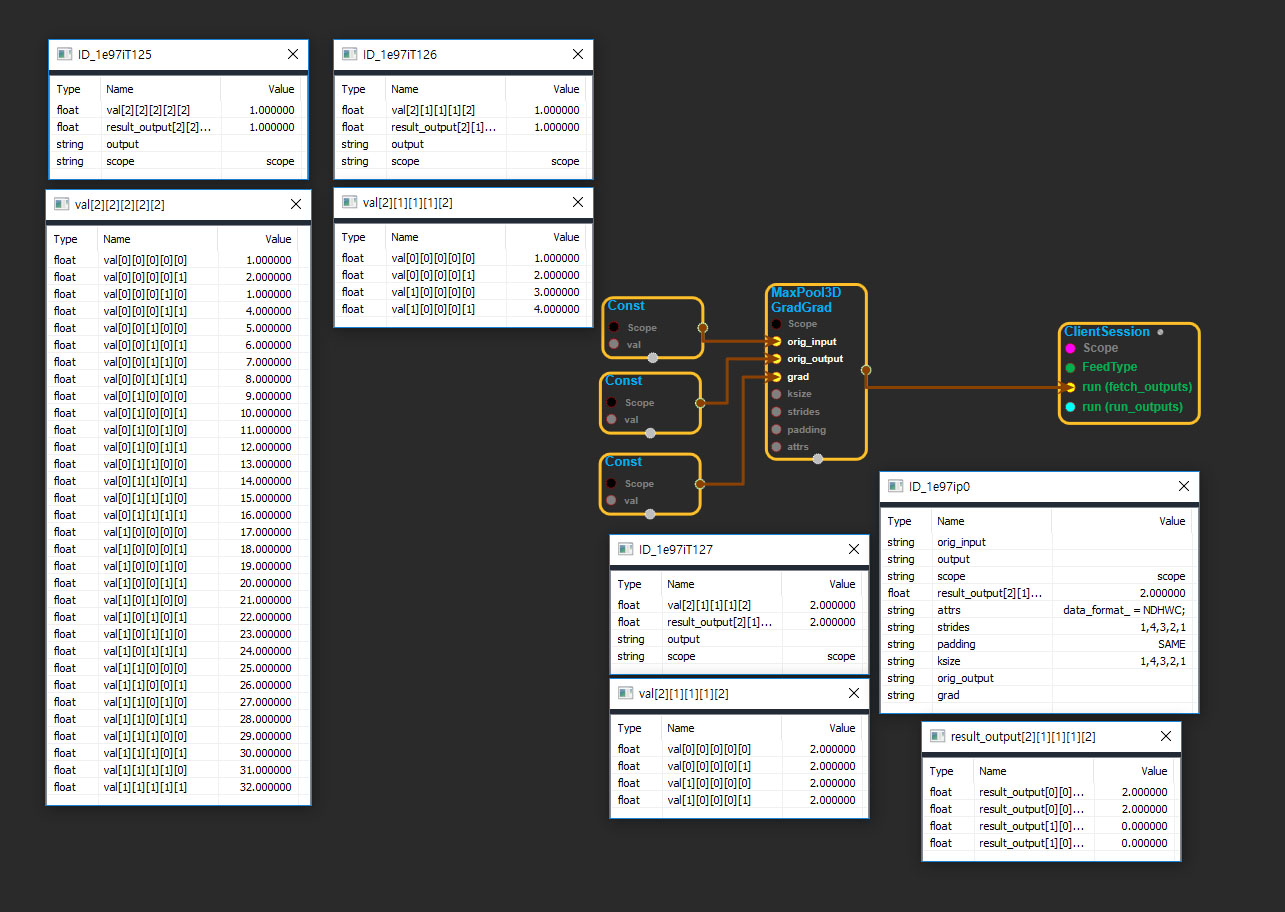 ID_1e97iT125
Type Name Value
float val[2][2][2][2][2] 1.000000
float result_output[2][2]... 1.000000
string output
string scope scope
ID_1e97iT126
Type Name Value
float val[2][1][1][1][2] 1.000000
float result_output[2][1]... 1.000000
string output
string scope scope
val[2][2][2][2][2]
Type Name Value
float val[0][0][0][0][0] 1.000000
float val[0][0][0][0][1] 2.000000
float val[0][0][0][1][0] 1.000000
float val[0][0][0][1][1] 4.000000
float val[0][0][1][0][0] 5.000000
float val[0][0][1][0][1] 6.000000
float val[0][0][1][1][0] 7.000000
float val[0][0][1][1][1] 8.000000
float val[0][1][0][0][0] 9.000000
float val[0][1][0][0][1] 10.000000
float val[0][1][0][1][0] 11.000000
float val[0][1][0][1][1] 12.000000
float val[0][1][1][0][0] 13.000000
float val[0][1][1][0][1] 14.000000
float val[0][1][1][1][0] 15.000000
float val[0][1][1][1][1] 16.000000
float val[1][0][0][0][0] 17.000000
float val[1][0][0][0][1] 18.000000
float val[1][0][0][1][0] 19.000000
float val[1][0][0][1][1] 20.000000
float val[1][0][1][0][0] 21.000000
float val[1][0][1][0][1] 22.000000
float val[1][0][1][1][0] 23.000000
float val[1][0][1][1][1] 24.000000
float val[1][1][0][0][0] 25.000000
float val[1][1][0][0][1] 26.000000
float val[1][1][0][1][0] 27.000000
float val[1][1][0][1][1] 28.000000
float val[1][1][1][0][0] 29.000000
float val[1][1][1][0][1] 30.000000
float val[1][1][1][1][0] 31.000000
float val[1][1][1][1][1] 32.000000
val[2][1][1][1][2]
Type Name Value
float val[0][0][0][0][0] 1.000000
float val[0][0][0][0][1] 2.000000
float val[1][0][0][0][0] 3.000000
float val[1][0][0][0][1] 4.000000
Const
Scope
val
Const
Scope
val
Const
Scope
val
MaxPool3D
GradGrad
Scope
orig_input
orig_output
grad
ksize
strides
padding
attrs
ClientSession
Scope
FeedType
run (fetch_outputs)
run (run_outputs)
ID_1e97iT127
Type Name Value
float val[2][1][1][1][2] 2.000000
float result_output[2][1]... 2.000000
string output
string scope scope
val[2][1][1][1][2]
Type Name Value
float val[0][0][0][0][0] 2.000000
float val[0][0][0][0][1] 2.000000
float val[1][0][0][0][0] 2.000000
float val[1][0][0][0][1] 2.000000
ID_1e97ip0
Type Name Value
string orig_input
string output
string scope scope
float result_output[2][1]... 2.000000
string attrs data_format_ = NDHWC;
string strides 1,4,3,2,1
string padding SAME
string ksize 1,4,3,2,1
string orig_output
string grad
result_output[2][1][1][1][2]
Type Name Value
float result_output[0][0]... 2.000000
float result_output[0][0]... 2.000000
float result_output[1][0]... 0.000000
float result_output[1][0]... 0.000000